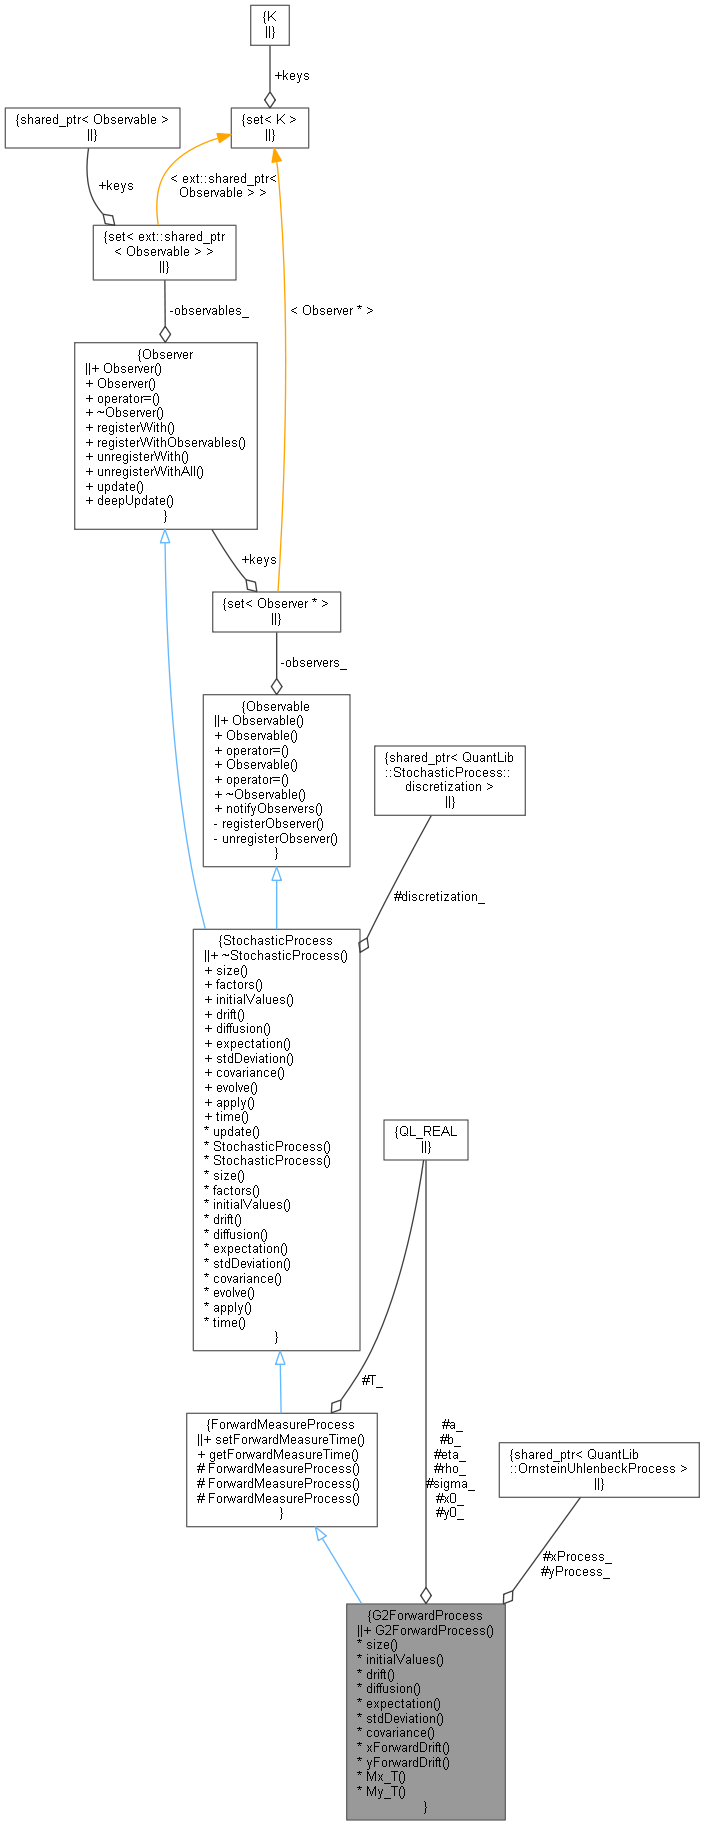 {K
||}
+keys
{shared_ptr< Observable >
||}
{set< K >
||}
+keys
< ext::shared_ptr<
Observable > >
{set< ext::shared_ptr
< Observable > >
||}
-observables_
< Observer * >
{Observer
||+ Observer()
+ Observer()
+ operator=()
+ ~Observer()
+ registerWith()
+ registerWithObservables()
+ unregisterWith()
+ unregisterWithAll()
+ update()
+ deepUpdate()
}
+keys
{set< Observer * >
||}
-observers_
{Observable
||+ Observable()
+ Observable()
+ operator=()
+ Observable()
+ operator=()
+ ~Observable()
+ notifyObservers()
- registerObserver()
- unregisterObserver()
}
{shared_ptr< QuantLib
::StochasticProcess::
discretization >
||}
#discretization_
{StochasticProcess
||+ ~StochasticProcess()
+ size()
+ factors()
+ initialValues()
+ drift()
+ diffusion()
+ expectation()
+ stdDeviation()
+ covariance()
+ evolve()
+ apply()
+ time()
* update()
* StochasticProcess()
* StochasticProcess()
* size()
* factors()
* initialValues()
* drift()
* diffusion()
* expectation()
* stdDeviation()
* covariance()
* evolve()
* apply()
* time()
}
{QL_REAL
||}
#T_
{ForwardMeasureProcess
||+ setForwardMeasureTime()
+ getForwardMeasureTime()
# ForwardMeasureProcess()
# ForwardMeasureProcess()
# ForwardMeasureProcess()
}
#a_
#b_
#eta_
#rho_
#sigma_
#x0_
#y0_
{shared_ptr< QuantLib
::OrnsteinUhlenbeckProcess >
||}
#xProcess_
#yProcess_
{G2ForwardProcess
||+ G2ForwardProcess()
* size()
* initialValues()
* drift()
* diffusion()
* expectation()
* stdDeviation()
* covariance()
* xForwardDrift()
* yForwardDrift()
* Mx_T()
* My_T()
}